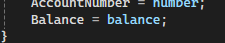 AccountNumber = number;
Balance = balance;
}